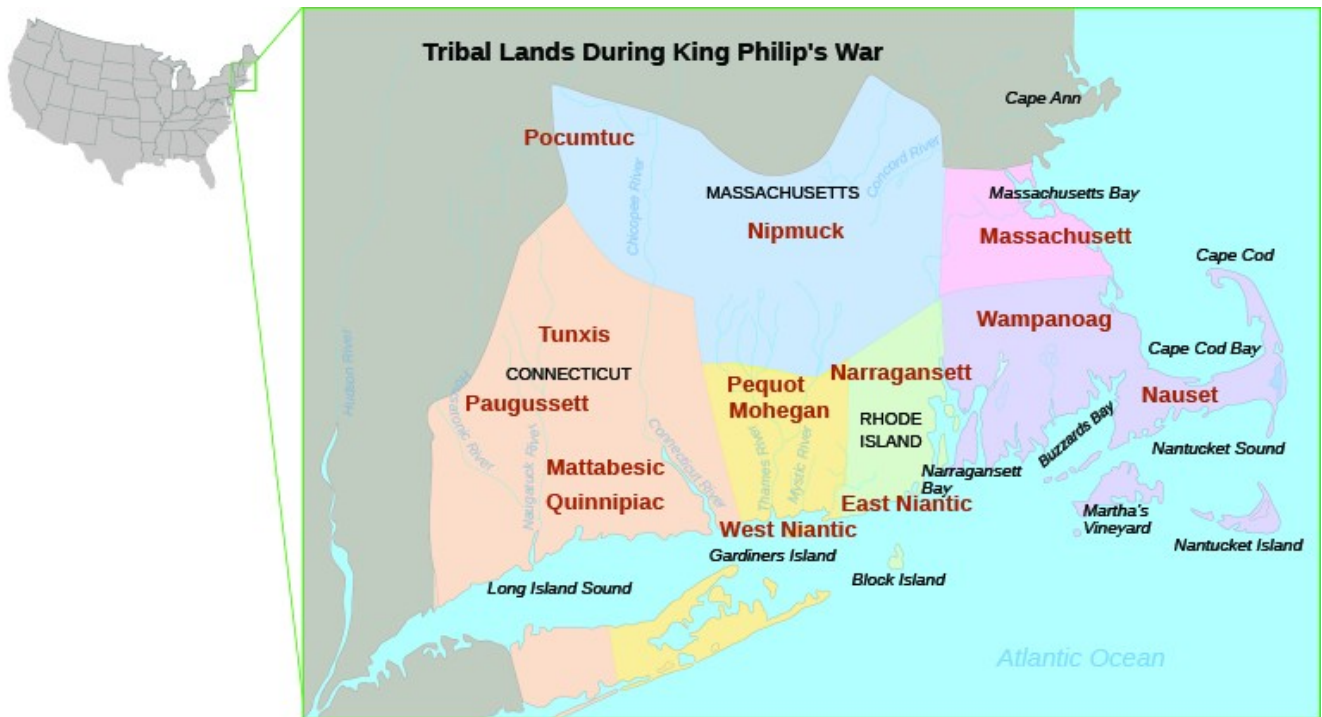 Tribal Lands During King Philip's War
Cape Ann
Pocumtuc
Concord River
Chicopee River
MASSACHUSETTS
Massachusetts Bay
Nipmuck
Massachusett
Cape Cod
Wampanoag
Tunxis
Hudson River
Cape Cod Bay
CONNECTICUT
Narragansett
Pequot
Mohegan
Nauset
Paugussett
Housatonic River
RHODE
ISLAND
Buzzards Bay
Nantucket Sound
Mattabesic
Connecticut River
Thames River
Mystic River
Narragansett
Bay
Naugatuck River
Quinnipiac
East Niantic
Martha's
Vineyard
West Niantic
Nantucket Island
Gardiners Island
Block Island
Long Island Sound
Atlantic Ocean